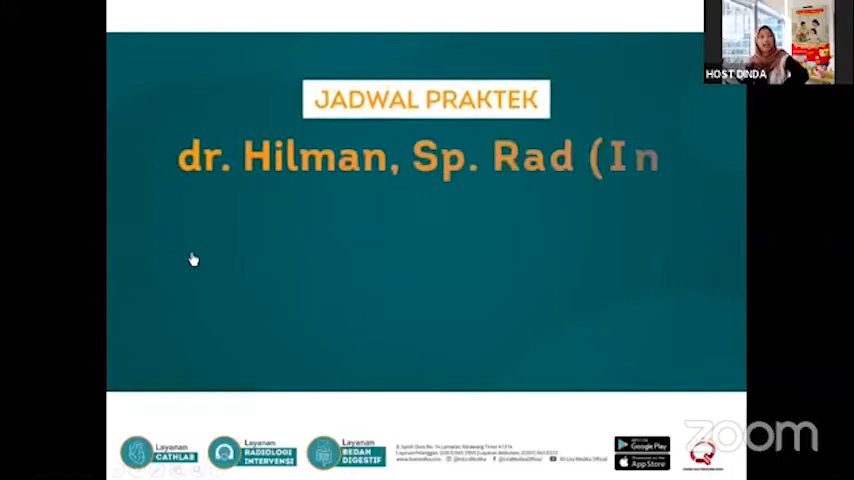 HOST DINDA
JADWAL PRAKTEK
dr. Hilman, Sp. Rad (In
Layanan
CATHLAB
Layanan
RADIOLOGI
INTERVENSI
Layanan
BEDAH
DIGESTIF
Google Play
App Store
zoom